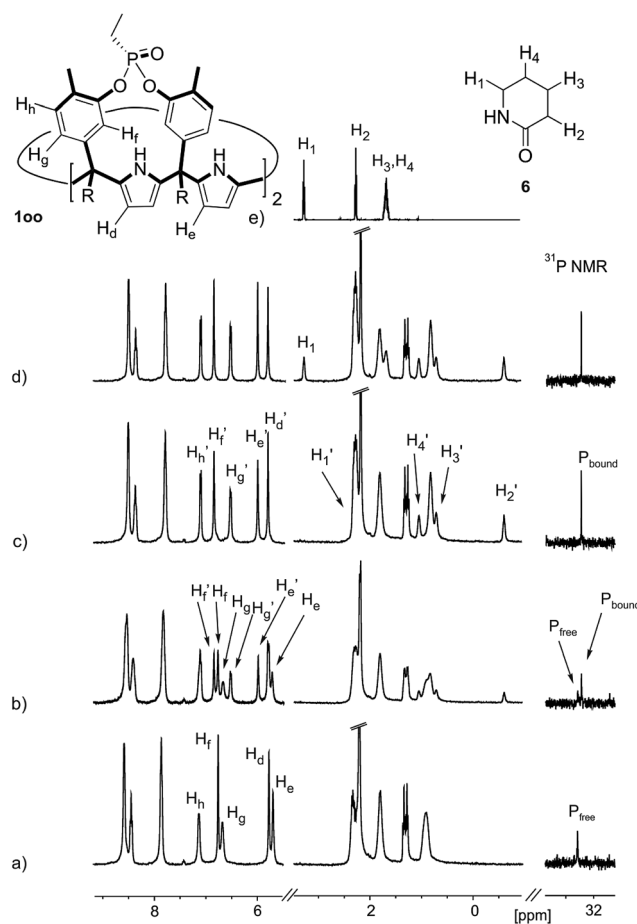 P
O
O
O
H4
H1
H3
HN
H2
O
6
Hh
Hg
Hf
NH
HN
R
R
2
1oo
Hd
He
e)
H1
H2
H3,H4
31P NMR
d)
H1
Hh'
Hf'
Hg'
He'
Hd'
H1'
H4'
H3'
H2'
Pbound
c)
Hf'
Hf
Hg
Hg'
He'
He
Pfree
Pbound
b)
Hh
Hf
Hg
Hd
He
Pfree
a)
8 6 2 0 [ppm] 32